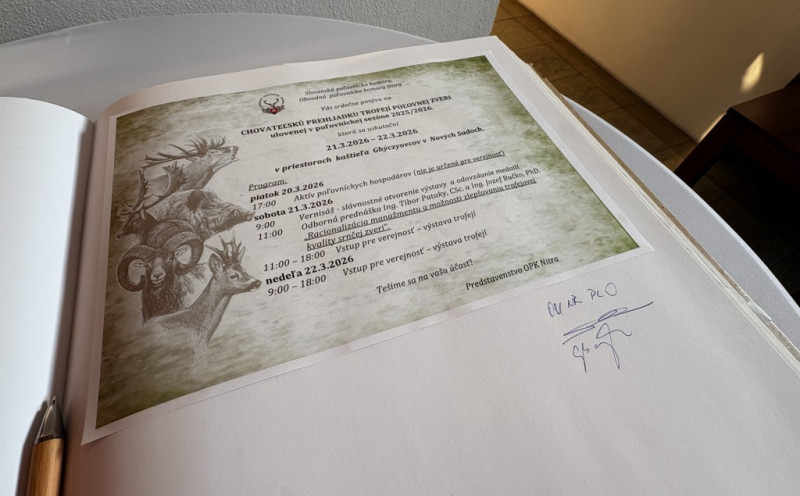 Slovenská poľovnícka komora,
Obvodná poľovnícka komora Nitra
Vás srdečne pozýva na
CHOVATEĽSKÚ PREHLIADKU TROFEJÍ POĽOVNEJ ZVERI
ulovenej v poľovníckej sezóne 2025/2026.
ktorá sa uskutoční
21.3.2026 – 22.3.2026
v priestoroch kaštieľa Ghýczyovcov v Nových Sadoch.
Program:
piatok 20.3.2026
17:00 Aktív poľovníckych hospodárov (nie je určené pre verejnosť)
sobota 21.3.2026
9:00 Vernisáž - slávnostné otvorenie výstavy a odovzdanie medailí
11:00 Odborná prednátka Ing. Tibor Pataky, CSc. a Ing. Jozef Bučko, PhD.
„Racionalizácia manažmentu a možnosti zlepšovania trofejovej
kvality srnčej zveri".
11:00 – 18:00 Vstup pre verejnosť – výstava trofejí
nedeľa 22.3.2026
9:00 – 18:00 Vstup pre verejnosť – výstava trofejí
Tešíme sa na vašu účasť!
Predstavenstvo OPK Nitra